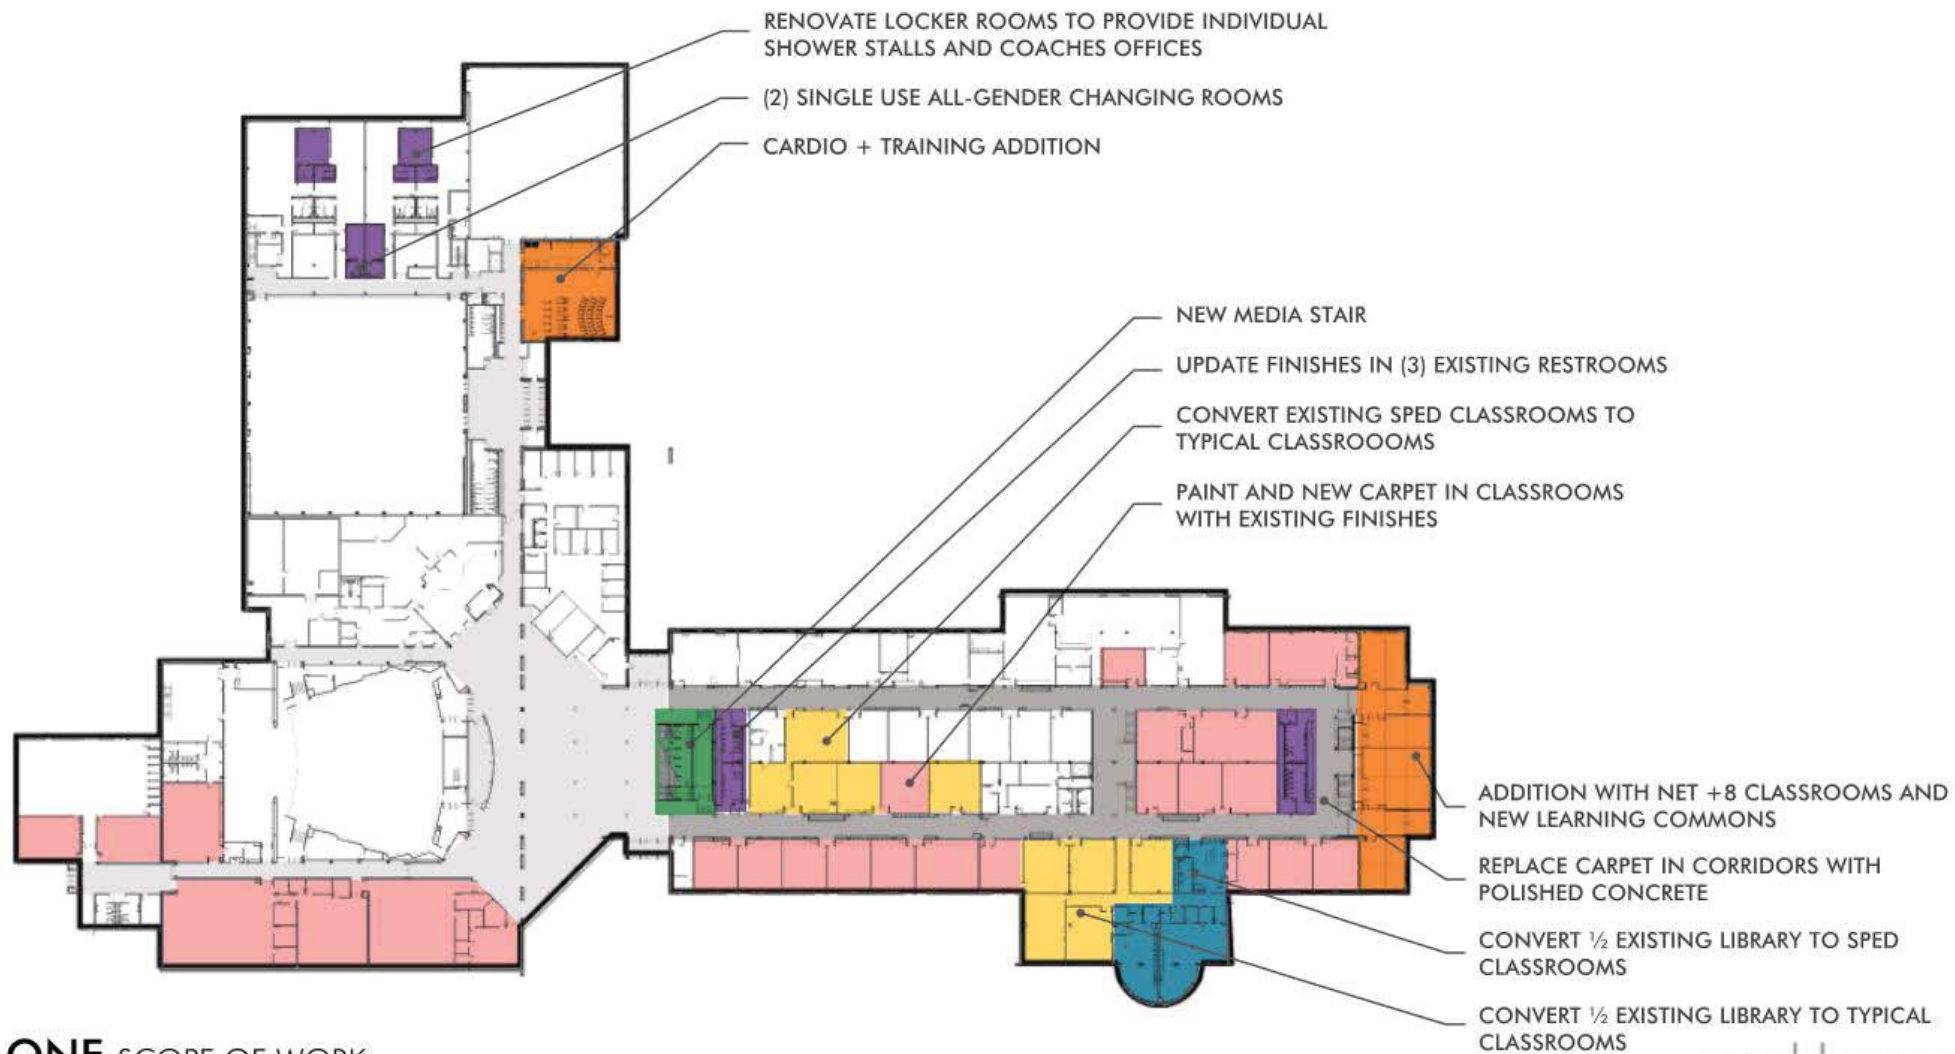 RENOVATE LOCKER ROOMS TO PROVIDE INDIVIDUAL
SHOWER STALLS AND COACHES OFFICES
(2) SINGLE USE ALL-GENDER CHANGING ROOMS
CARDIO + TRAINING ADDITION
NEW MEDIA STAIR
UPDATE FINISHES IN (3) EXISTING RESTROOMS
CONVERT EXISTING SPED CLASSROOMS TO
TYPICAL CLASSROOOMS
PAINT AND NEW CARPET IN CLASSROOMS
WITH EXISTING FINISHES
ADDITION WITH NET +8 CLASSROOMS AND
NEW LEARNING COMMONS
REPLACE CARPET IN CORRIDORS WITH
POLISHED CONCRETE
CONVERT ½ EXISTING LIBRARY TO SPED
CLASSROOMS
CONVERT ½ EXISTING LIBRARY TO TYPICAL
CLASSROOMS
ONE SCOPE OF WORK